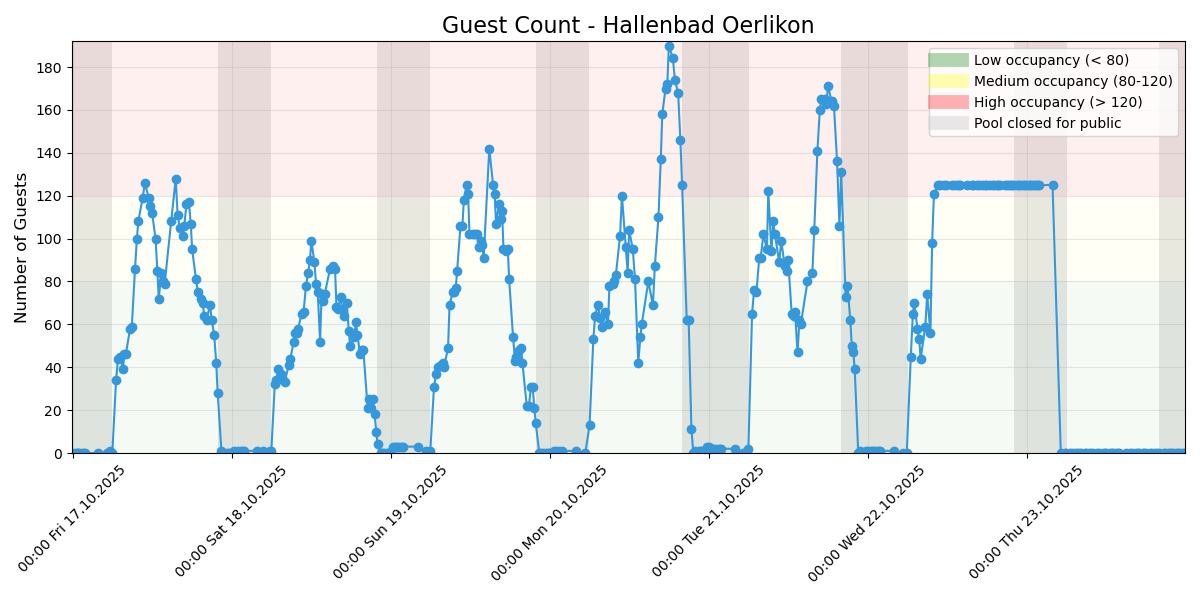 Guest Count - Hallenbad Oerlikon
Number of Guests
180
160
140
120
100
80
60
40
20
0
Low occupancy (< 80)
Medium occupancy (80-120)
High occupancy (> 120)
Pool closed for public
00:00 Fri 17.10.2025
00:00 Sat 18.10.2025
00:00 Sun 19.10.2025
00:00 Mon 20.10.2025
00:00 Tue 21.10.2025
00:00 Wed 22.10.2025
00:00 Thu 23.10.2025